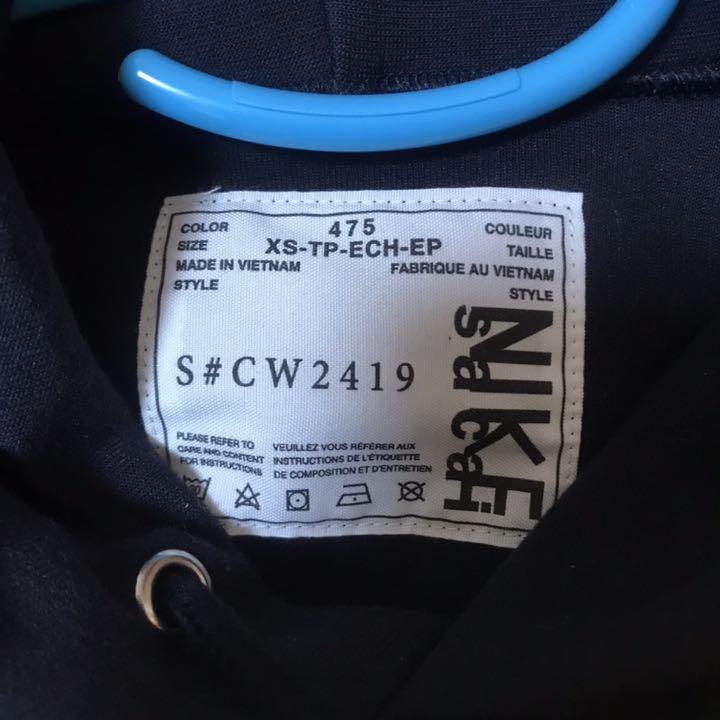 COLOR 475 COULEUR
SIZE XS-TP-ECH-EP TAILLE
MADE IN VIETNAM FABRIQUE AU VIETNAM
STYLE STYLE
S#CW2419
NIKE
sacai
PLEASE REFER TO
CARE AND CONTENT
FOR INSTRUCTIONS
VEUILLEZ VOUS RÉFÉRER AUX
INSTRUCTIONS DE L'ÉTIQUETTE
DE COMPOSITION ET D'ENTRETIEN